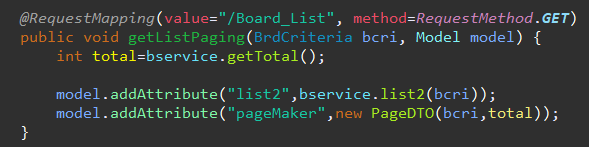 @RequestMapping(value="/Board_List", method=RequestMethod.GET)
public void getListPaging(BrdCriteria bcri, Model model) {
int total=bservice.getTotal();
model.addAttribute("list2",bservice.list2(bcri));
model.addAttribute("pageMaker",new PageDTO(bcri,total));
}